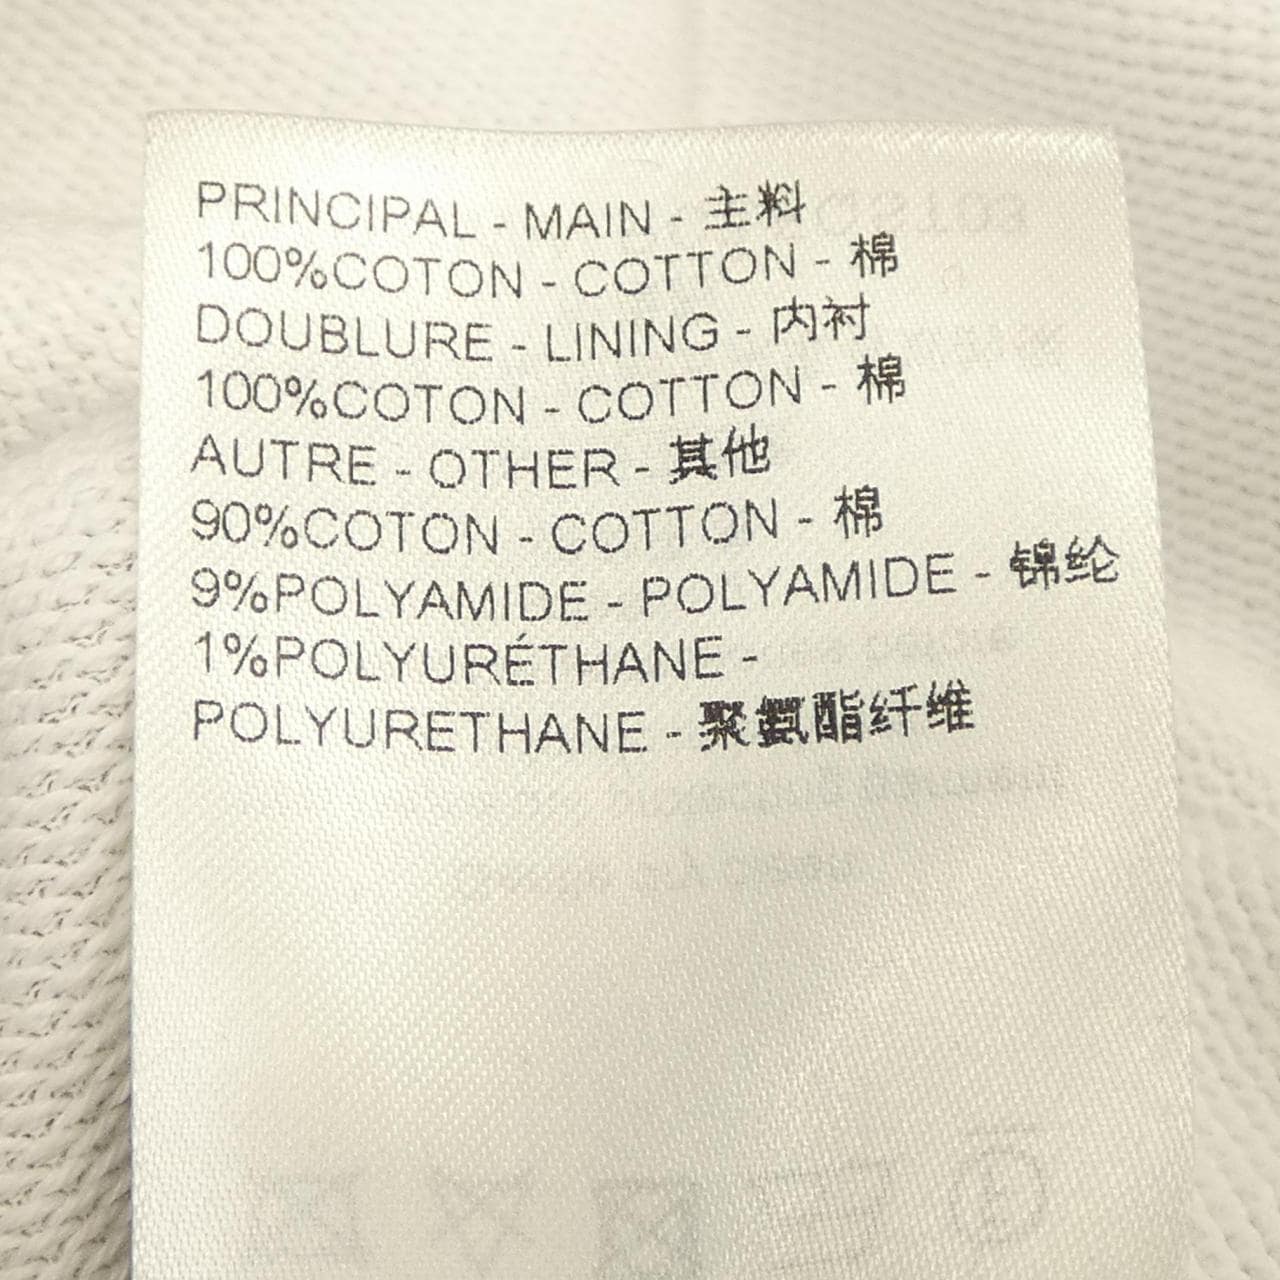 PRINCIPAL - MAIN - 主料
100%COTON - COTTON - 棉
DOUBLURE - LINING - 内衬
100%COTON - COTTON - 棉
AUTRE - OTHER - 其他
90%COTON - COTTON - 棉
9%POLYAMIDE - POLYAMIDE - 锦纶
1%POLYURÉTHANE -
POLYURETHANE - 聚氨酯纤维